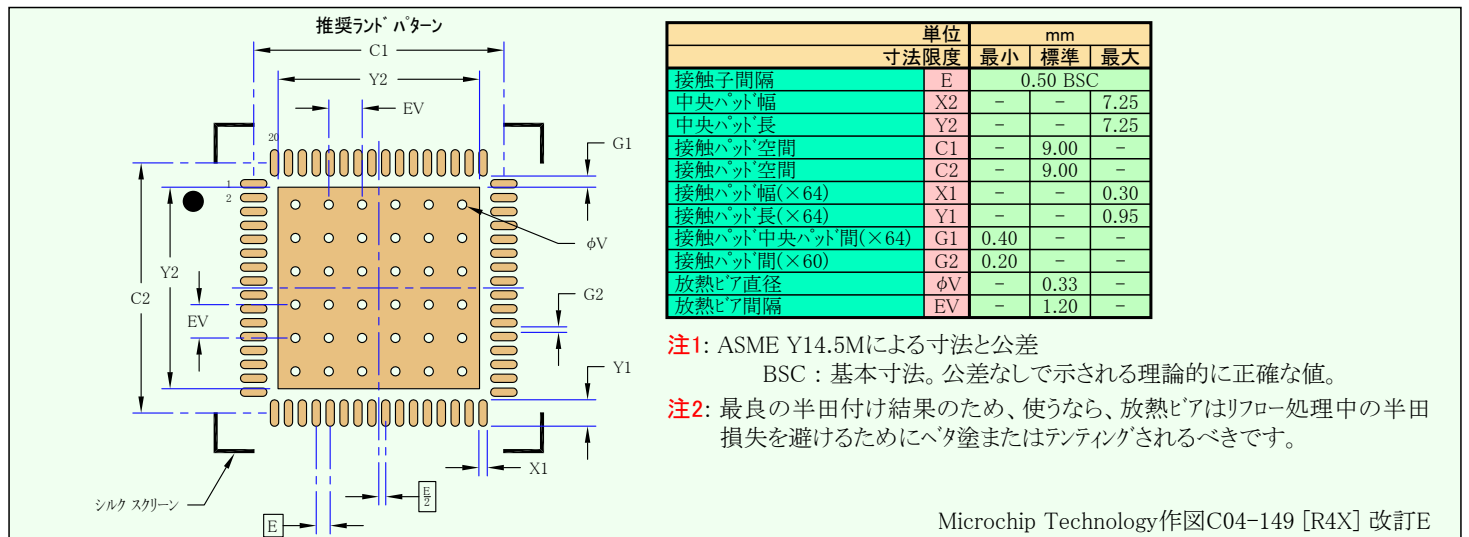 推奨ランド パターン
C1
Y2
EV
20
G1
1
2
φV
Y2
C2
G2
EV
Y1
X1
シルク スクリーン
E
2
E
単位 mm
寸法限度 最小 標準 最大
接触子間隔 E 0.50 BSC
中央パッド幅 X2 - - 7.25
中央パッド長 Y2 - - 7.25
接触パッド空間 C1 - 9.00 -
接触パッド空間 C2 - 9.00 -
接触パッド幅(×64) X1 - - 0.30
接触パッド長(×64) Y1 - - 0.95
接触パッド中央パッド間(×64) G1 0.40 - -
接触パッド間(×60) G2 0.20 - -
放熱ビア直径 φV - 0.33 -
放熱ビア間隔 EV - 1.20 -
注1: ASME Y14.5Mによる寸法と公差
BSC : 基本寸法。公差なしで示される理論的に正確な値。
注2: 最良の半田付け結果のため、使うなら、放熱ビアはリフロー処理中の半田
損失を避けるためにベタ塗またはテンティングされるべきです。
Microchip Technology作図C04-149 [R4X] 改訂E